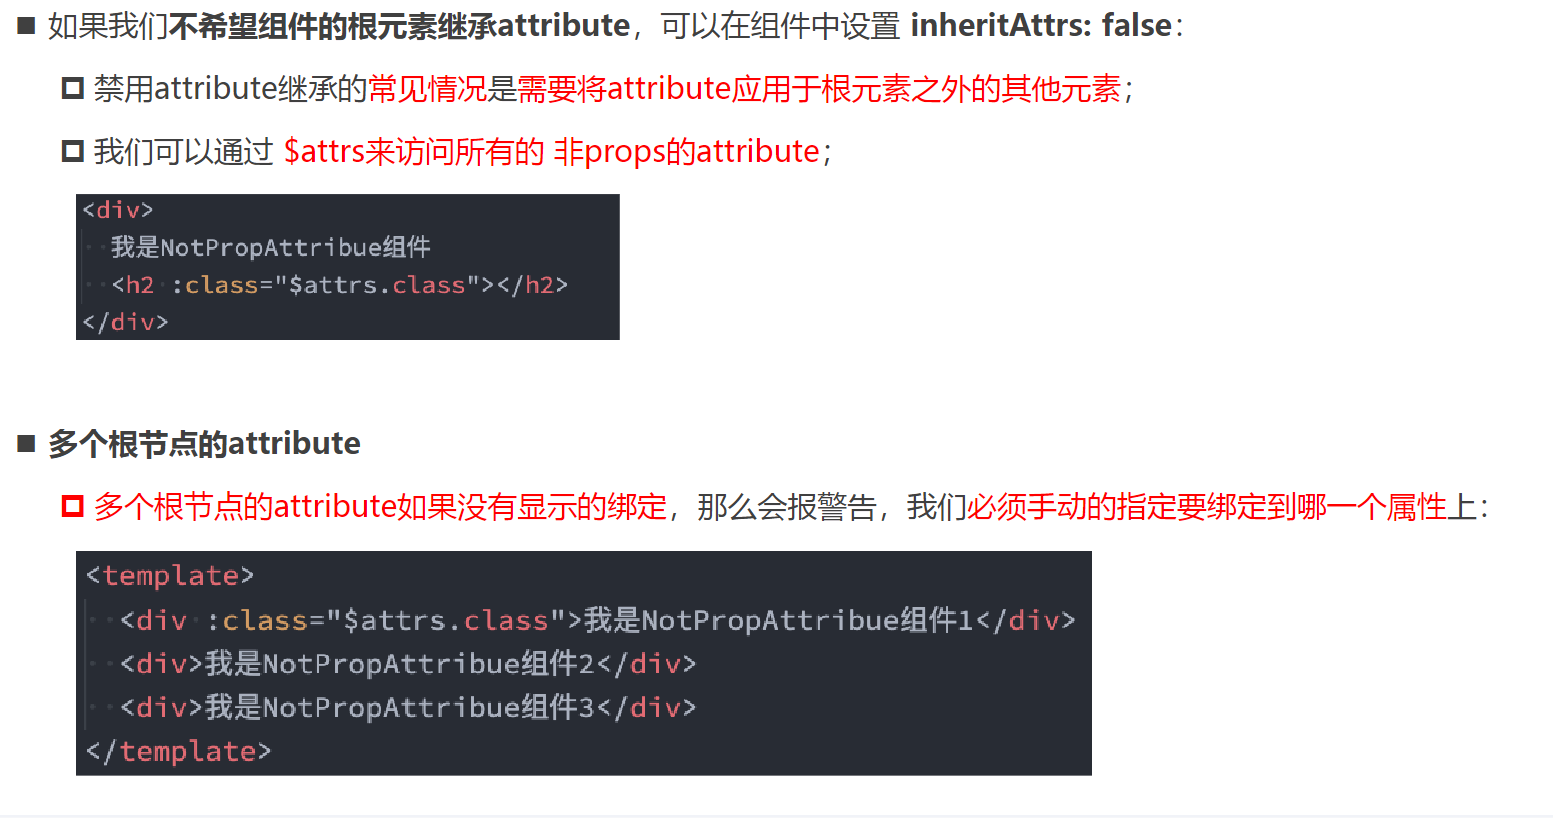 如果我们不希望组件的根元素继承attribute，可以在组件中设置 inheritAttrs: false：
禁用attribute继承的常见情况是需要将attribute应用于根元素之外的其他元素；
我们可以通过 $attrs来访问所有的 非props的attribute；
<div>
我是NotPropAttribue组件
<h2 :class="$attrs.class"></h2>
</div>
多个根节点的attribute
多个根节点的attribute如果没有显示的绑定，那么会报警告，我们必须手动的指定要绑定到哪一个属性上：
<template>
<div :class="$attrs.class">我是NotPropAttribue组件1</div>
<div>我是NotPropAttribue组件2</div>
<div>我是NotPropAttribue组件3</div>
</template>